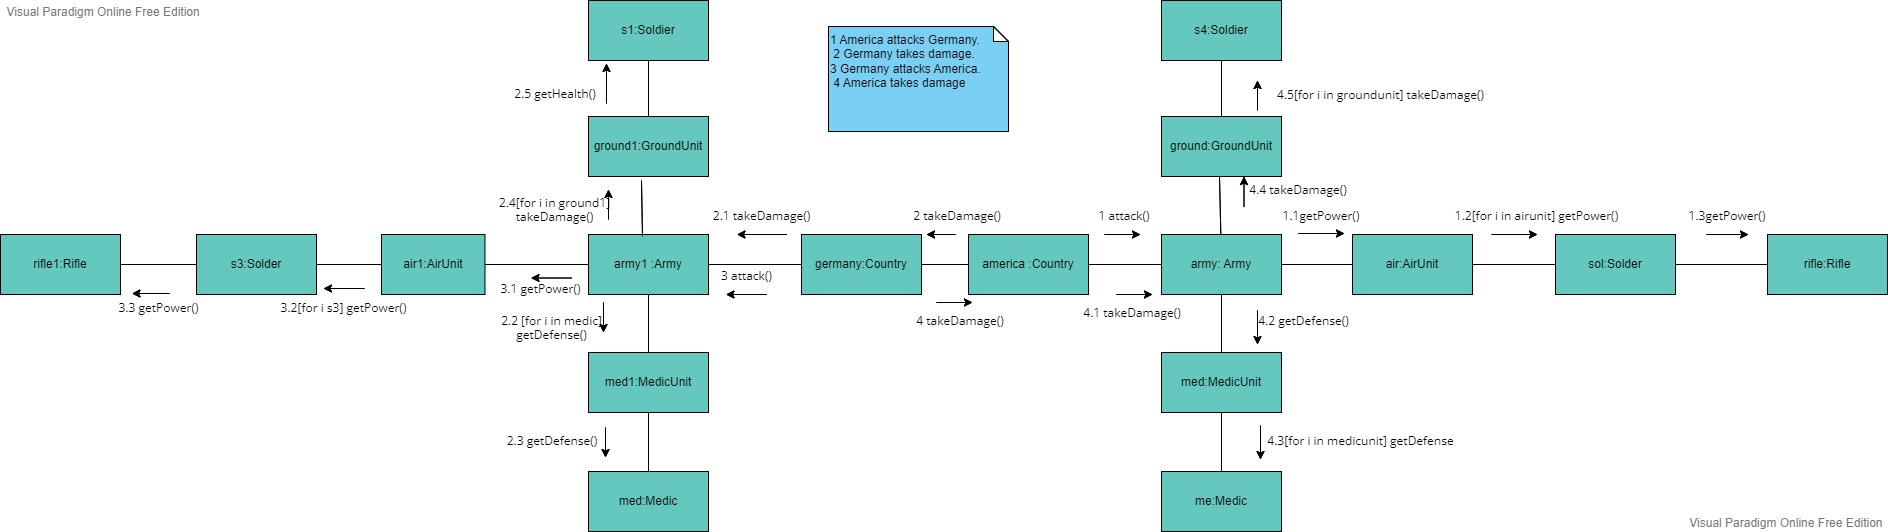 Visual Paradigm Online Free Edition
s1:Soldier
s4:Soldier
1 America attacks Germany.
2 Germany takes damage.
3 Germany attacks America.
4 America takes damage
2.5 getHealth()
4.5[for i in groundunit] takeDamage()
ground1:GroundUnit
ground:GroundUnit
2.4[for i in ground1]
takeDamage()
4.4 takeDamage()
2.1 takeDamage()
2 takeDamage()
1 attack()
1.1getPower()
1.2[for i in airunit] getPower()
1.3getPower()
rifle1:Rifle
s3:Solder
air1:AirUnit
army1 :Army
germany:Country
america :Country
army: Army
air:AirUnit
sol:Solder
rifle:Rifle
3 attack()
3.1 getPower()
3.3 getPower()
3.2[for i s3] getPower()
2.2 [for i in medic]
getDefense()
4 takeDamage()
4.1 takeDamage()
4.2 getDefense()
med1:MedicUnit
med:MedicUnit
2.3 getDefense()
4.3[for i in medicunit] getDefense
med:Medic
me:Medic
Visual Paradigm Online Free Edition